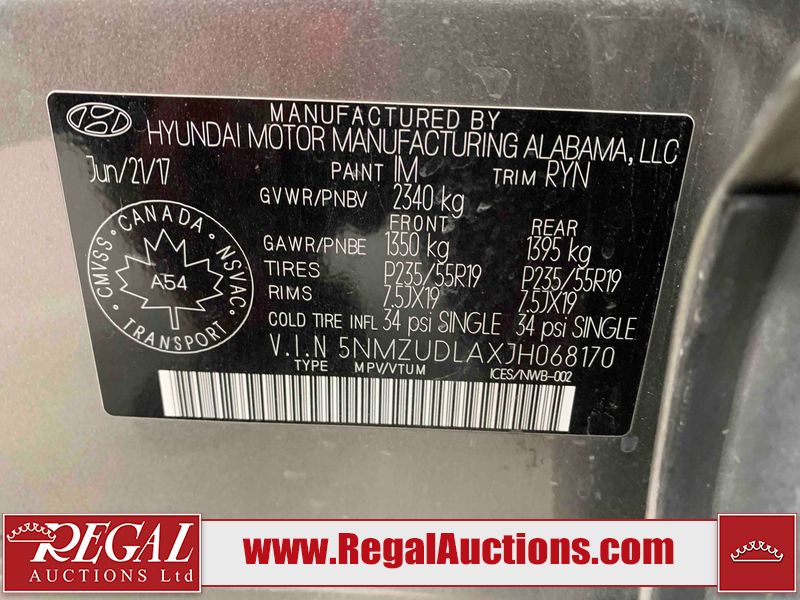 MANUFACTURED BY
HYUNDAI MOTOR MANUFACTURING ALABAMA, LLC
Jun/21/17 PAINT IM TRIM RYN
GVWR/PNBV 2340 kg
FRONT REAR
GAWR/PNBE 1350 kg 1395 kg
TIRES P235/55R19 P235/55R19
RIMS 7.5JX19 7.5JX19
COLD TIRE INFL 34 psi SINGLE 34 psi SINGLE
V.I.N 5NMZUDLAXJH068170
TYPE MPV/VTUM ICES/NWB-002
CMVSS • CANADA • NSVAC • TRANSPORT •
A54
REGAL
AUCTIONS Ltd
www.RegalAuctions.com